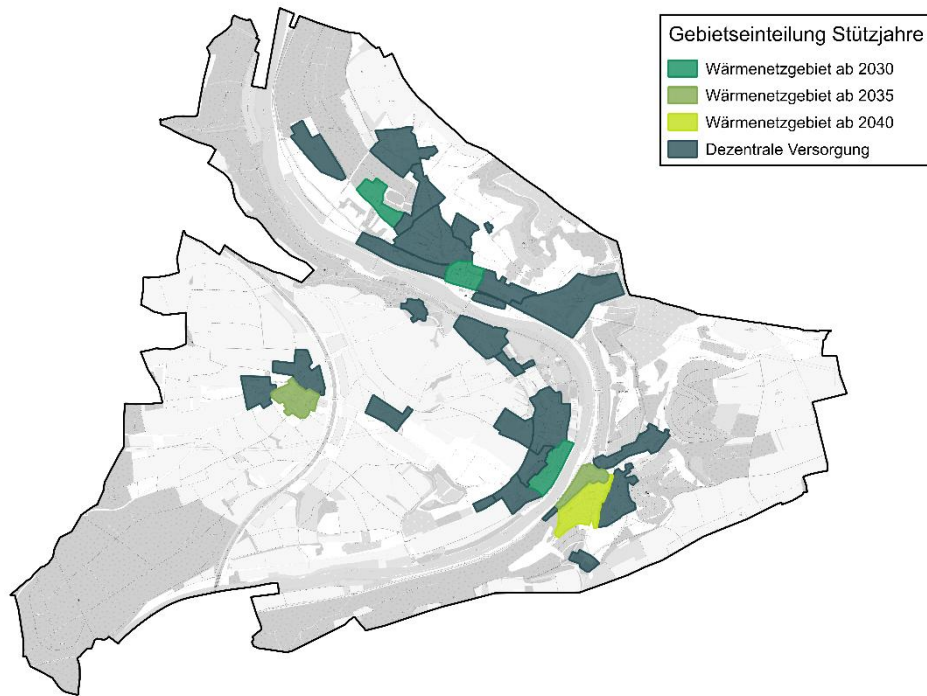 Gebietseinteilung Stützjahre
Wärmenetzgebiet ab 2030
Wärmenetzgebiet ab 2035
Wärmenetzgebiet ab 2040
Dezentrale Versorgung